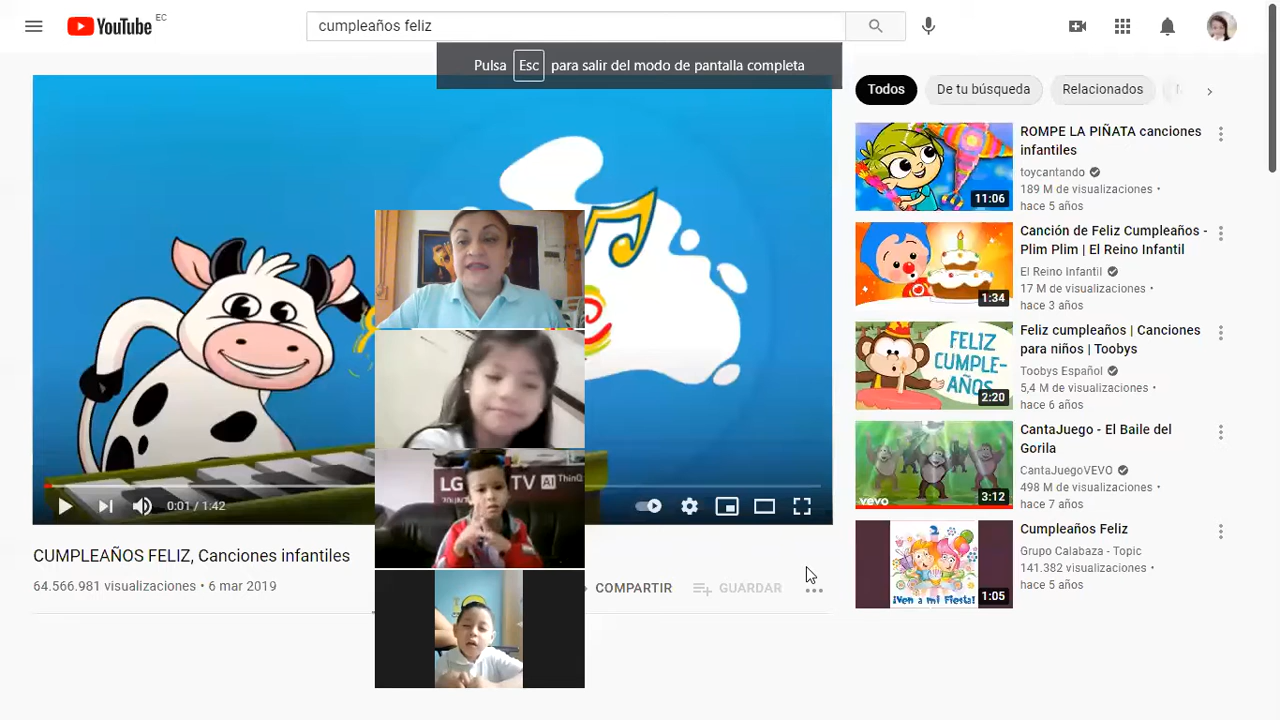 YouTube EC
cumpleaños feliz
Pulsa Esc para salir del modo de pantalla completa
Todos
De tu búsqueda
Relacionados
ROMPE LA PIÑATA canciones
infantiles
toycantando
189 M de visualizaciones •
hace 5 años
11:06
Canción de Feliz Cumpleaños -
Plim Plim | El Reino Infantil
El Reino Infantil
17 M de visualizaciones •
hace 3 años
1:34
FELIZ
CUMPLE-
AÑOS
2:20
Feliz cumpleaños | Canciones
para niños | Toobys
Toobys Español
5,4 M de visualizaciones •
hace 6 años
vevo
3:12
CantaJuego - El Baile del
Gorila
CantaJuegoVEVO
498 M de visualizaciones •
hace 7 años
¡Ven a mi Fiesta!
1:05
Cumpleaños Feliz
Grupo Calabaza - Topic
141.382 visualizaciones •
hace 5 años
LG TV AI ThinQ
0:01 / 1:42
CUMPLEAÑOS FELIZ, Canciones infantiles
64.566.981 visualizaciones • 6 mar 2019
COMPARTIR
GUARDAR